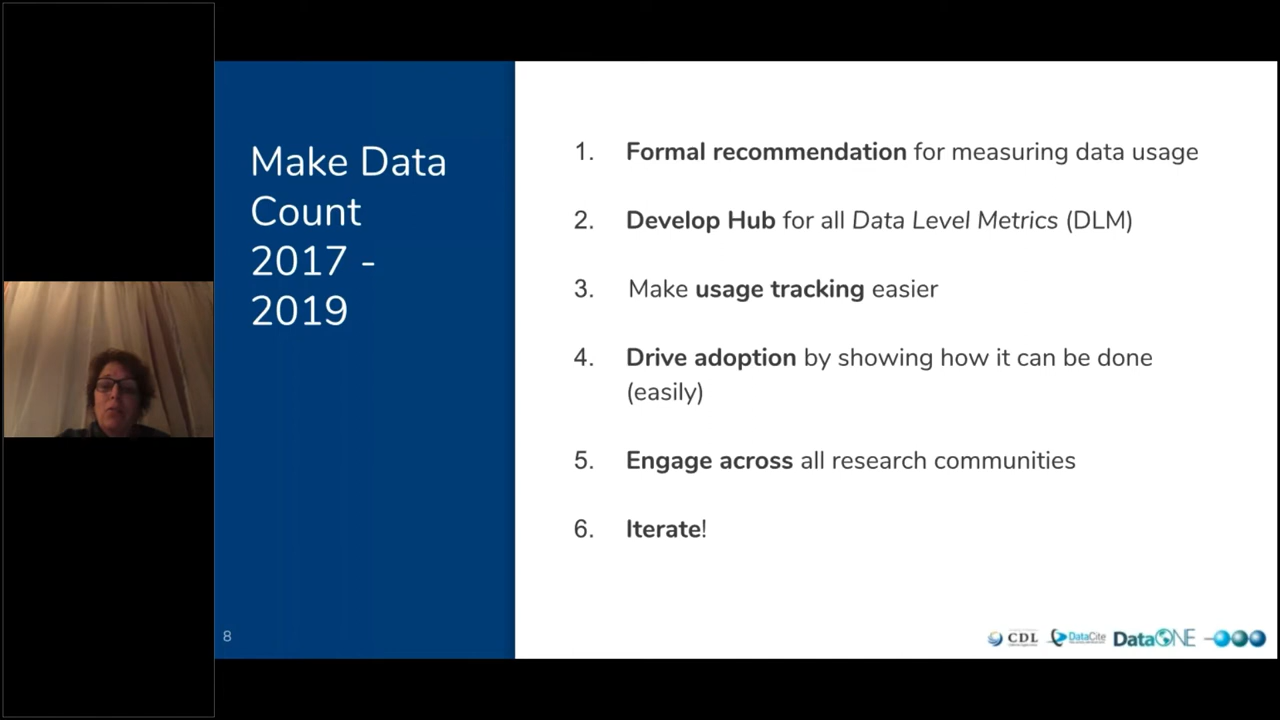 Make Data
Count
2017 -
2019
1. Formal recommendation for measuring data usage
2. Develop Hub for all Data Level Metrics (DLM)
3. Make usage tracking easier
4. Drive adoption by showing how it can be done
(easily)
5. Engage across all research communities
6. Iterate!
8
CDL DataCite DataONE